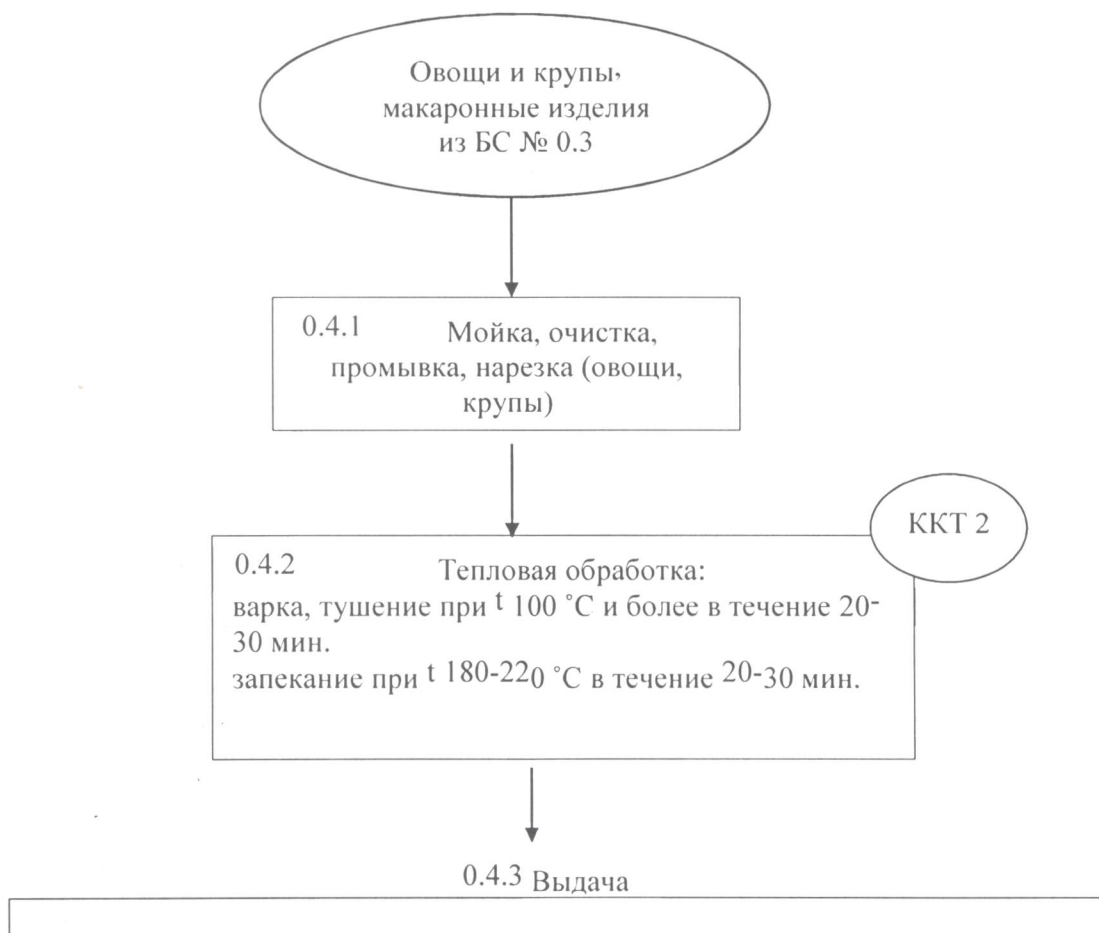 Овощи и крупы,
макаронные изделия
из БС № 0.3
0.4.1 Мойка, очистка,
промывка, нарезка (овощи,
крупы)
ККТ 2
0.4.2 Тепловая обработка:
варка, тушение при t 100 °С и более в течение 20-
30 мин.
запекание при t 180-220 °С в течение 20-30 мин.
0.4.3 Выдача